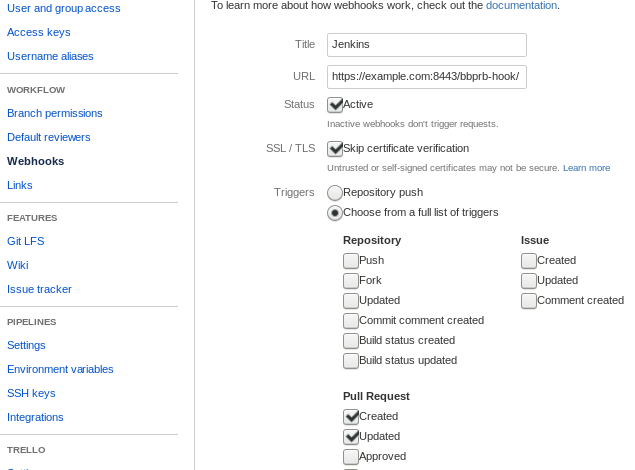 User and group access
Access keys
Username aliases
WORKFLOW
Branch permissions
Default reviewers
Webhooks
Links
FEATURES
Git LFS
Wiki
Issue tracker
PIPELINES
Settings
Environment variables
SSH keys
Integrations
TRELLO
To learn more about how webhooks work, check out the documentation.
Title Jenkins
URL https://example.com:8443/bbprb-hook/
Status Active
Inactive webhooks don't trigger requests.
SSL / TLS Skip certificate verification
Untrusted or self-signed certificates may not be secure. Learn more
Triggers Repository push
Choose from a full list of triggers
Repository
Push
Fork
Updated
Commit comment created
Build status created
Build status updated
Issue
Created
Updated
Comment created
Pull Request
Created
Updated
Approved